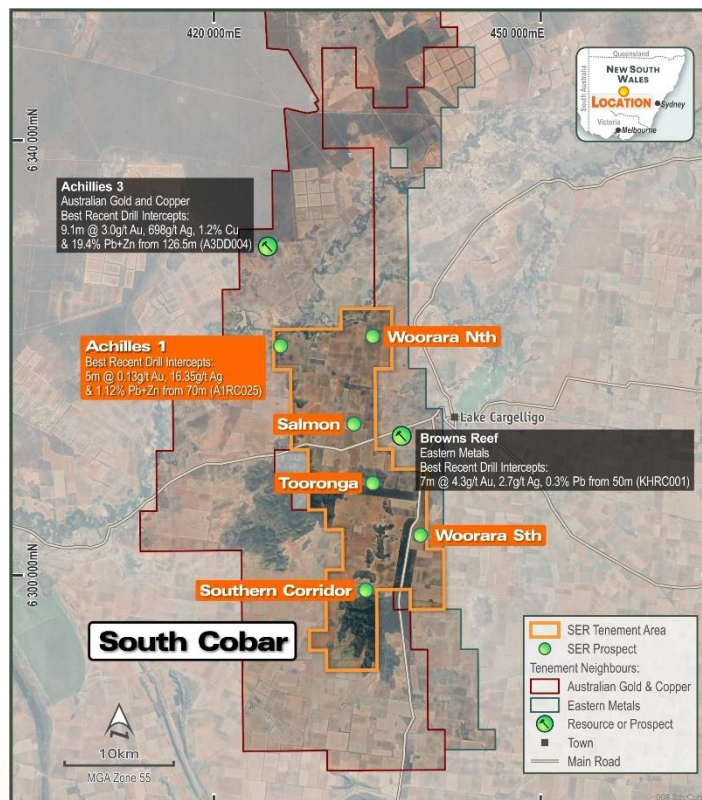 420 000mE
450 000mE
6 340 000mN
6 300 000mN
Queensland
South Australia
NEW SOUTH
WALES
LOCATION
Sydney
Victoria
Melbourne
Achillies 3
Australian Gold and Copper
Best Recent Drill Intercepts:
9.1m @ 3.0g/t Au, 698g/t Ag, 1.2% Cu
& 19.4% Pb+Zn from 126.5m (A3DD004)
Achilles 1
Best Recent Drill Intercepts:
5m @ 0.13g/t Au, 16.35g/t Ag
& 1.12% Pb+Zn from 70m (A1RC025)
Woorara Nth
Salmon
Lake Cargelligo
Browns Reef
Eastern Metals
Best Recent Drill Intercepts:
7m @ 4.3g/t Au, 2.7g/t Ag, 0.3% Pb from 50m (KHRC001)
Tooronga
Woorara Sth
Southern Corridor
South Cobar
10km
MGA Zone 55
SER Tenement Area
SER Prospect
Tenement Neighbours:
Australian Gold & Copper
Eastern Metals
Resource or Prospect
Town
Main Road